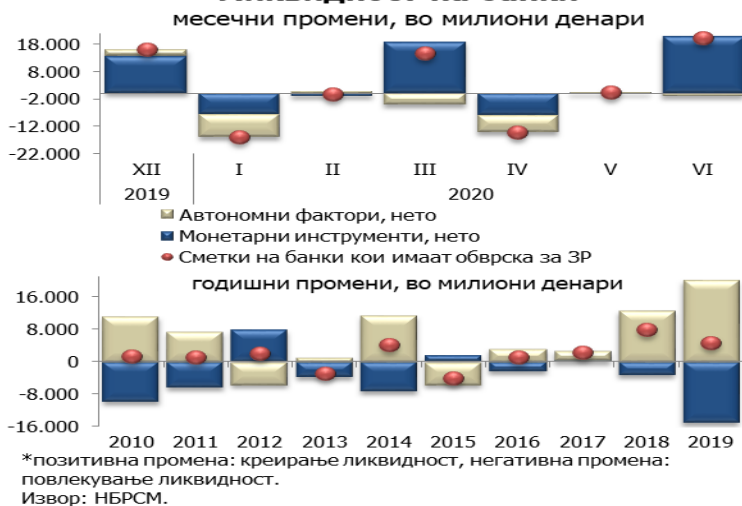 месечни промени, во милиони денари
18.000
8.000
-2.000
-12.000
-22.000
XII I II III IV V VI
2019 2020
Автономни фактори, нето
Монетарни инструменти, нето
Сметки на банки кои имаат обврска за ЗР
годишни промени, во милиони денари
16.000
8.000
0
-8.000
-16.000
2010 2011 2012 2013 2014 2015 2016 2017 2018 2019
*позитивна промена: креирање ликвидност, негативна промена:
повлекување ликвидност.
Извор: НБРСМ.